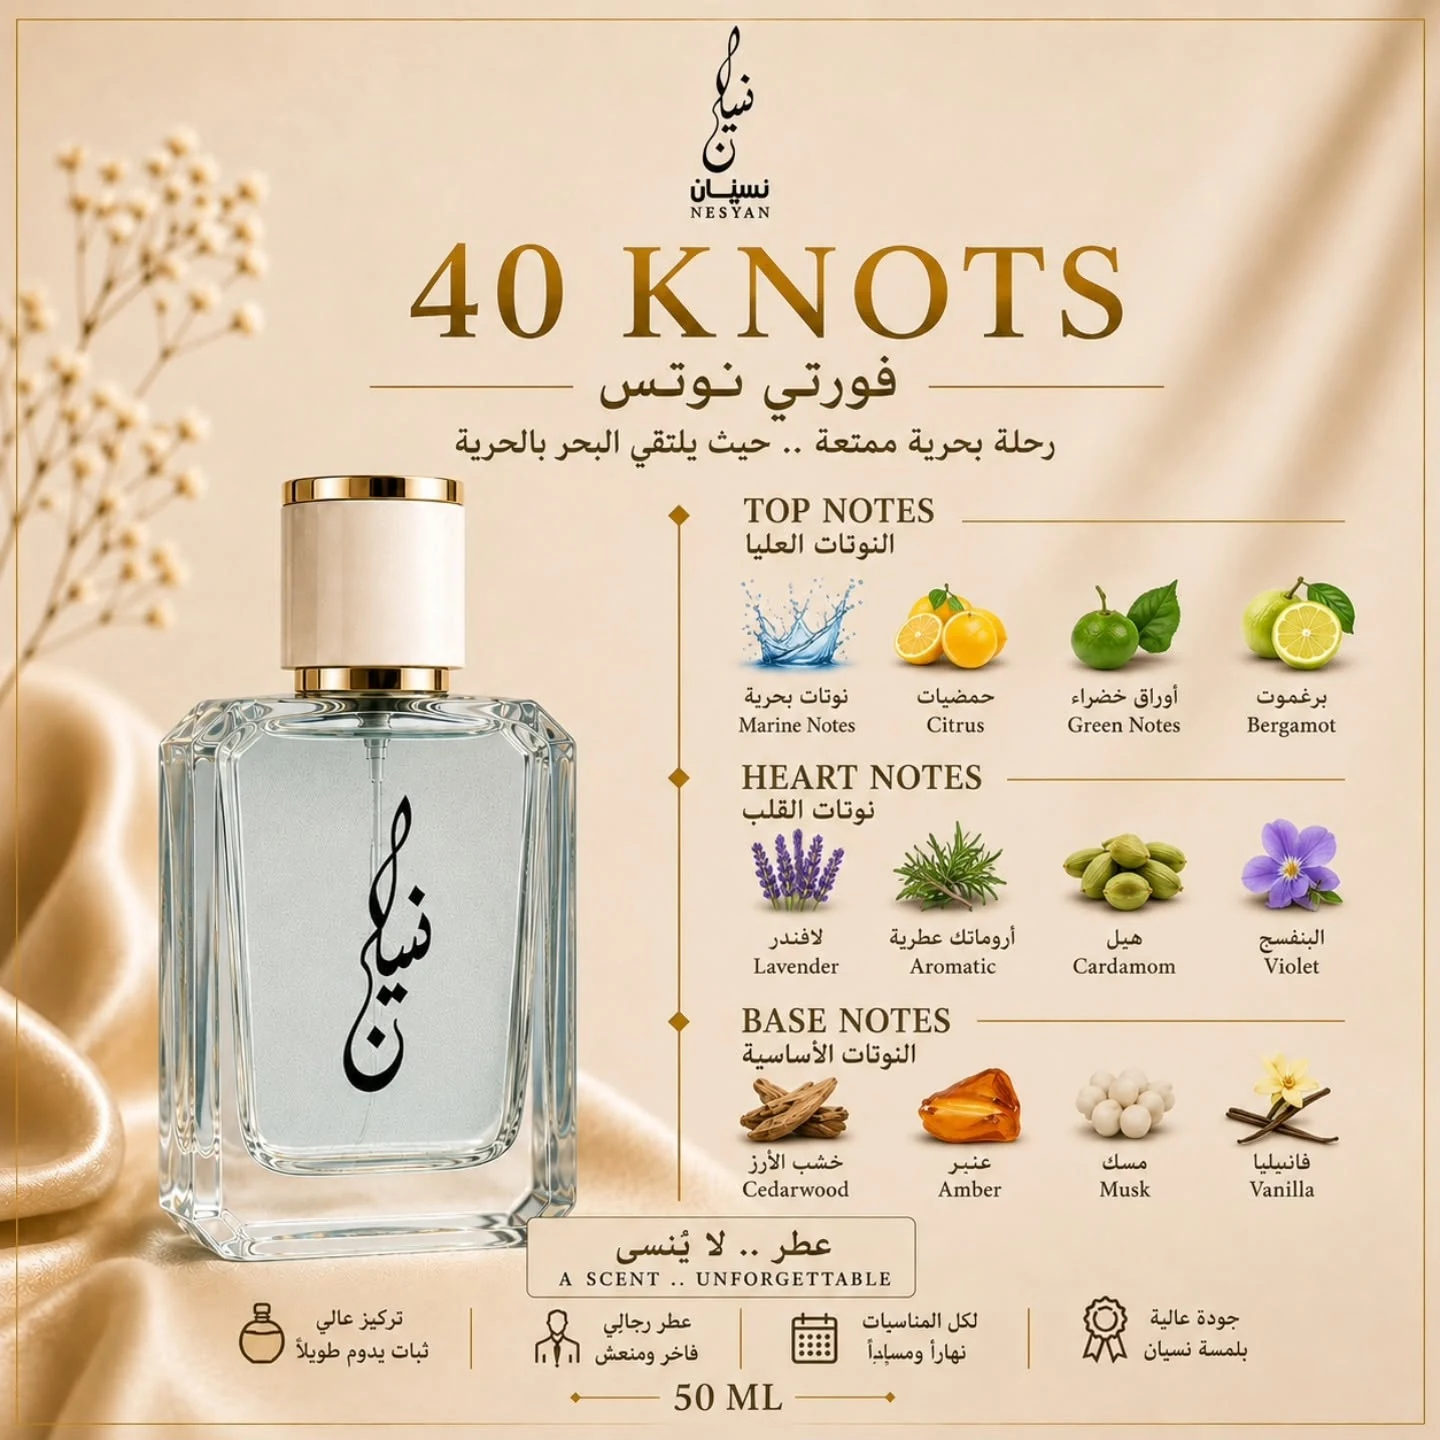 نسيان
نسيان
NESYAN
40 KNOTS
فورتي نوتس
رحلة بحرية ممتعة .. حيث يلتقي البحر بالحرية
TOP NOTES
النوتات العليا
نوتات بحرية
Marine Notes
حمضيات
Citrus
أوراق خضراء
Green Notes
برغموت
Bergamot
HEART NOTES
نوتات القلب
لافندر
Lavender
أروماتك عطرية
Aromatic
هيل
Cardamom
البنفسج
Violet
BASE NOTES
النوتات الأساسية
خشب الأرز
Cedarwood
عنبر
Amber
مسك
Musk
فانيليا
Vanilla
نسيان
عطر .. لا يُنسى
A SCENT .. UNFORGETTABLE
تركيز عالي
ثبات يدوم طويلاً
عطر رجالي
فاخر ومنعش
لكل المناسبات
نهاراً ومساءً
جودة عالية
بلمسة نسيان
50 ML